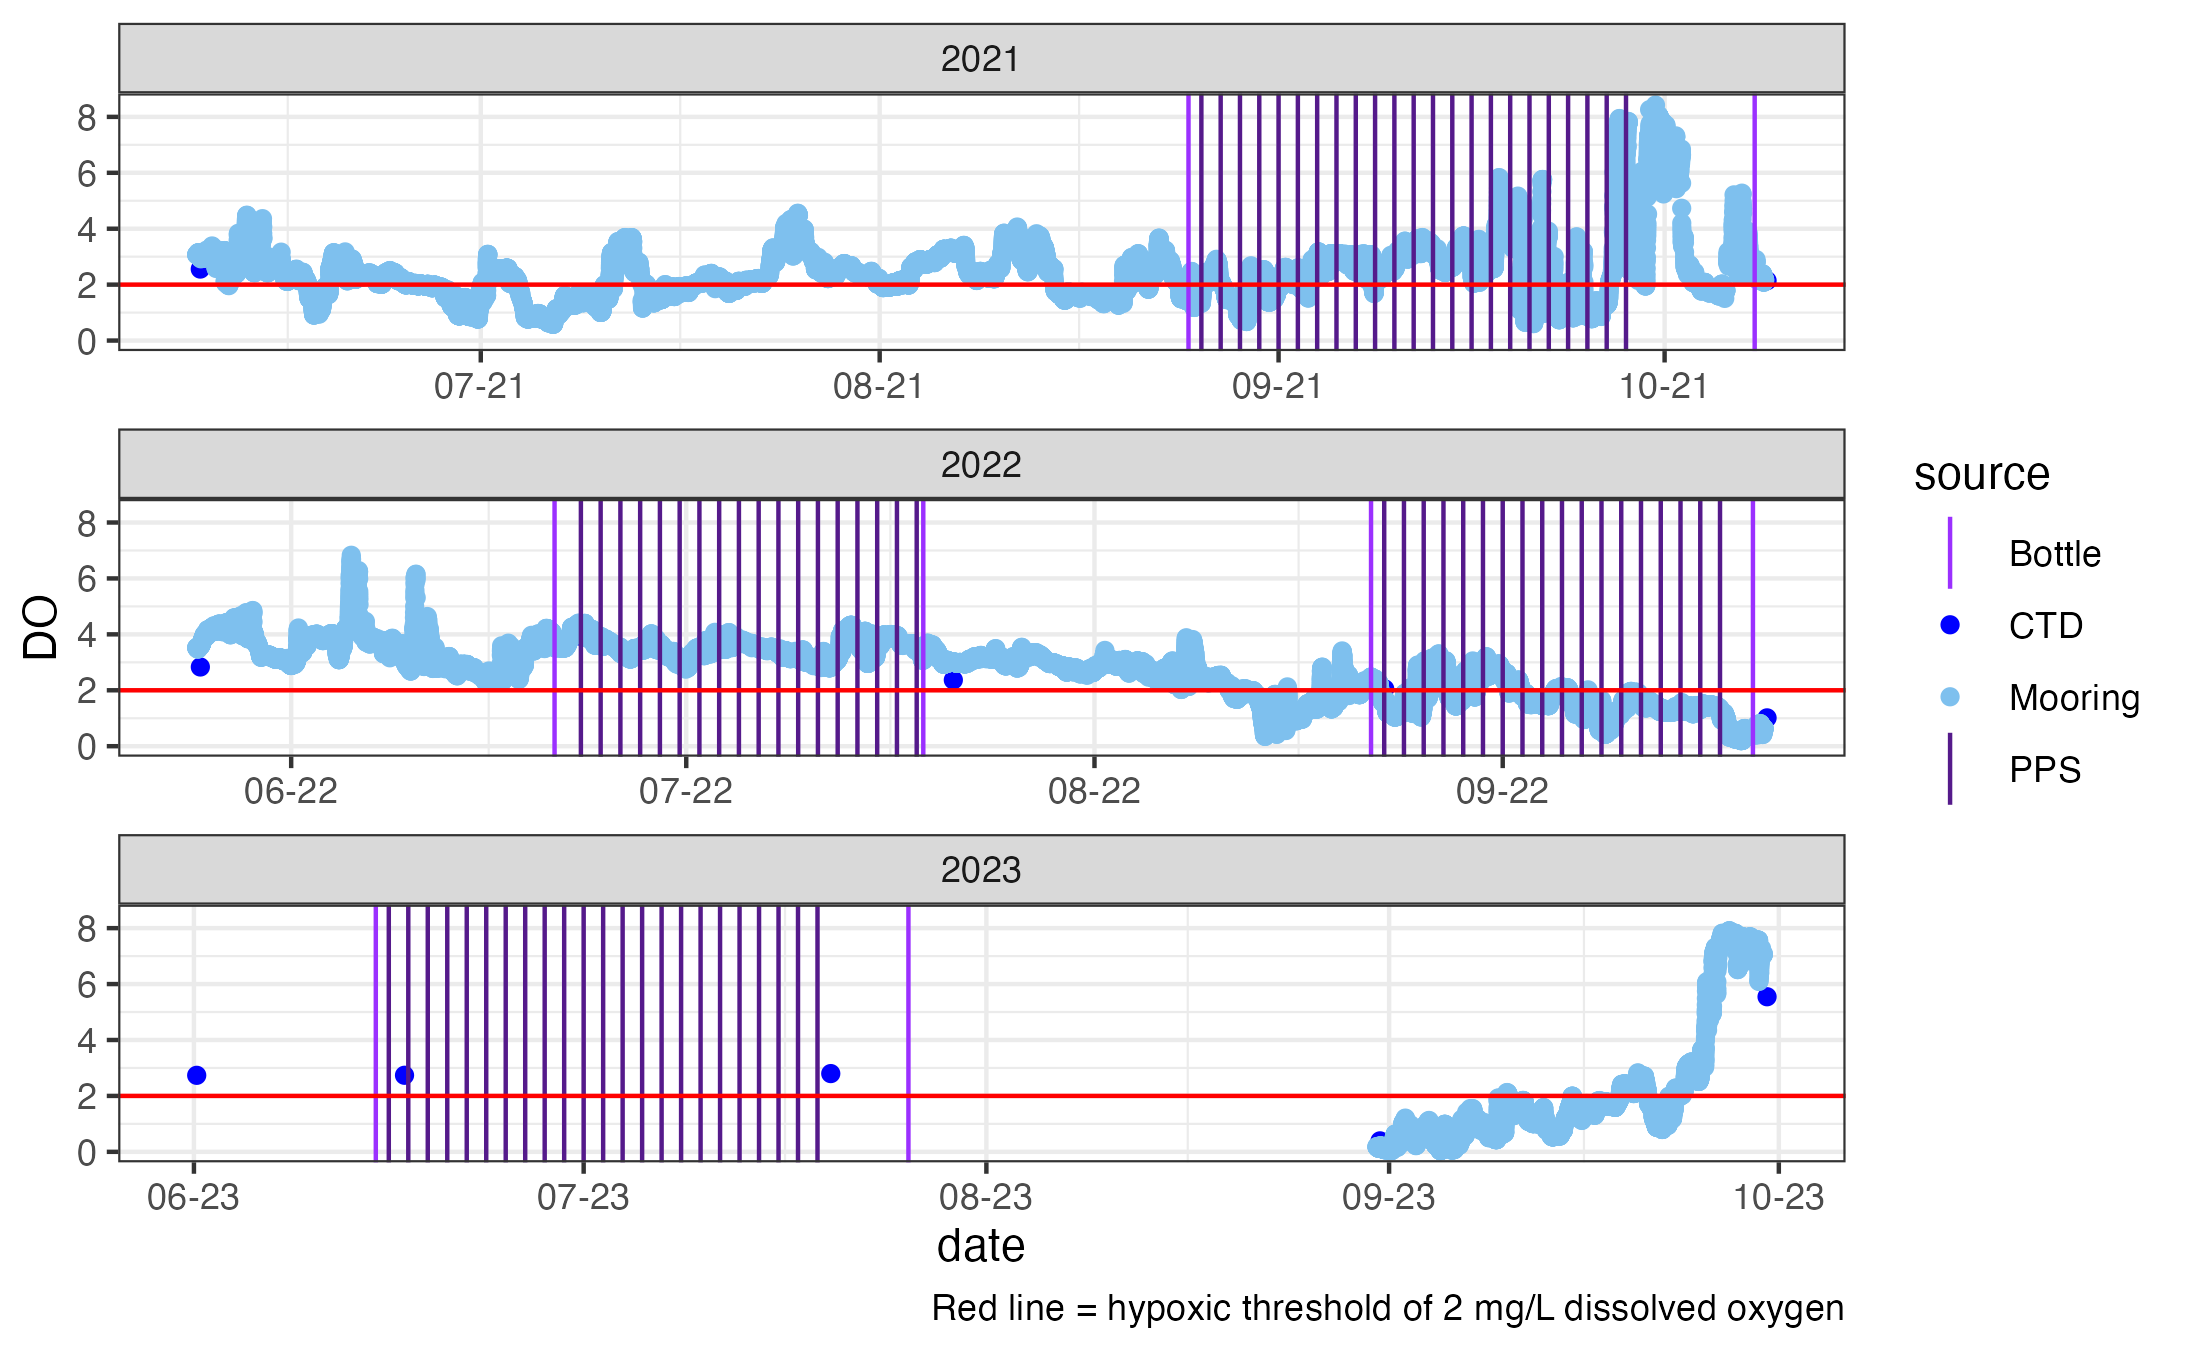 2021
8
6
4
2
0
07-21 08-21 09-21 10-21
2022
8
6
4
2
0
06-22 07-22 08-22 09-22
2023
8
6
4
2
0
06-23 07-23 08-23 09-23 10-23
DO
date
Red line = hypoxic threshold of 2 mg/L dissolved oxygen
source
Bottle
CTD
Mooring
PPS